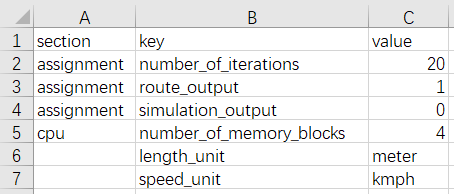 A B C
1 section key value
2 assignment number_of_iterations 20
3 assignment route_output 1
4 assignment simulation_output 0
5 cpu number_of_memory_blocks 4
6 length_unit meter
7 speed_unit kmph